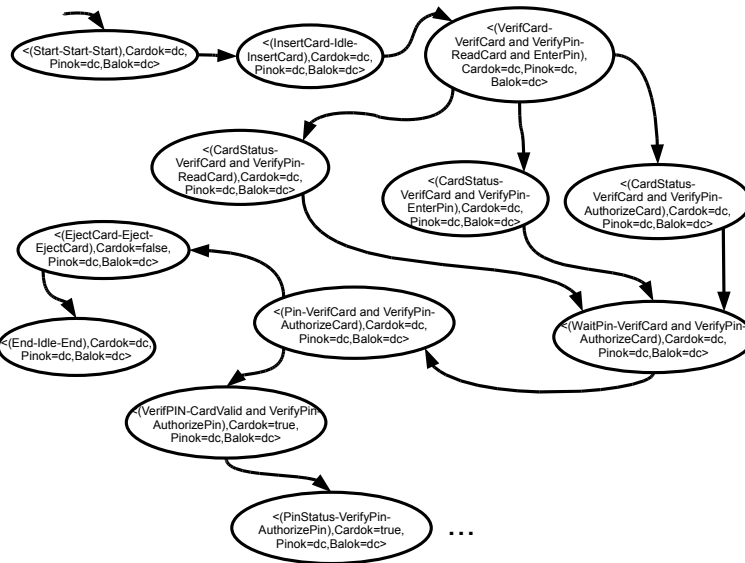 <(Start-Start-Start),Cardok=dc,
Pinok=dc,Balok=dc>
<(InsertCard-Idle-
InsertCard),Cardok=dc,
Pinok=dc,Balok=dc>
<(VerifCard-
VerifCard and VerifyPin-
ReadCard and EnterPin),
Cardok=dc,Pinok=dc,
Balok=dc>
<(CardStatus-
VerifCard and VerifyPin-
ReadCard),Cardok=dc,
Pinok=dc,Balok=dc>
<(CardStatus-
VerifCard and VerifyPin-
EnterPin),Cardok=dc,
Pinok=dc,Balok=dc>
<(CardStatus-
VerifCard and VerifyPin-
AuthorizeCard),Cardok=dc,
Pinok=dc,Balok=dc>
<(EjectCard-Eject-
EjectCard),Cardok=false,
Pinok=dc,Balok=dc>
<(End-Idle-End),Cardok=dc,
Pinok=dc,Balok=dc>
<(Pin-VerifCard and VerifyPin-
AuthorizeCard),Cardok=dc,
Pinok=dc,Balok=dc>
<(WaitPin-VerifCard and VerifyPin-
AuthorizeCard),Cardok=dc,
Pinok=dc,Balok=dc>
<(VerifPIN-CardValid and VerifyPin
AuthorizePin),Cardok=true,
Pinok=dc,Balok=dc>
<(PinStatus-VerifyPin-
AuthorizePin),Cardok=true,
Pinok=dc,Balok=dc>
...